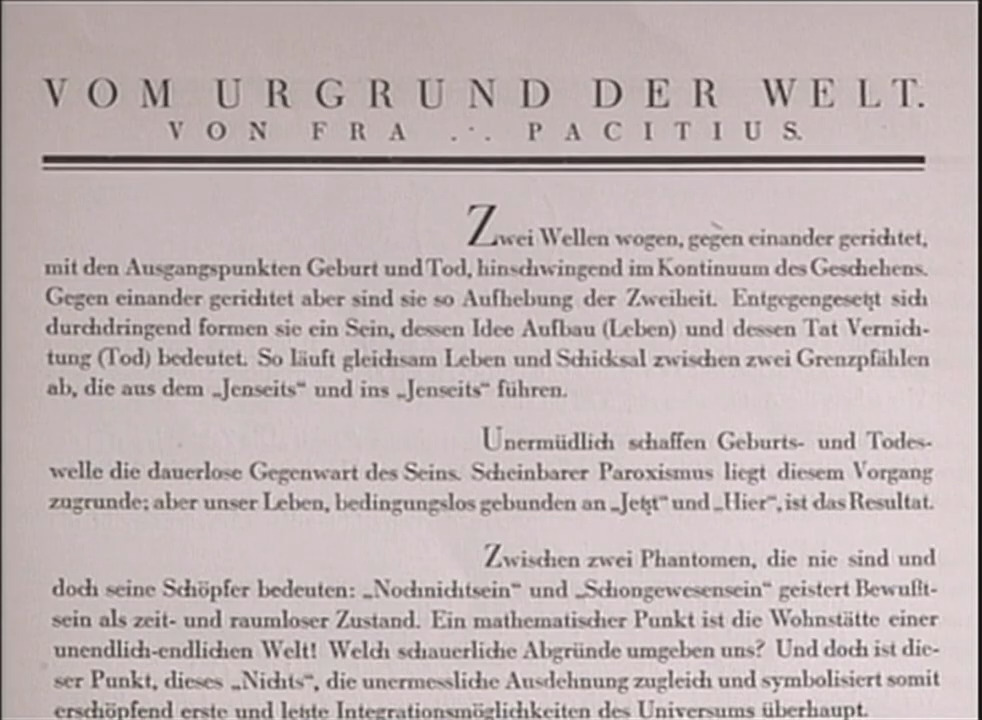 VOM URGRUND DER WELT.
VON FRA ∴ PACITIUS.
Zwei Wellen wogen, gegen einander gerichtet,
mit den Ausgangspunkten Geburt und Tod, hinschwingend im Kontinuum des Geschehens.
Gegen einander gerichtet aber sind sie so Aufhebung der Zweiheit. Entgegengesetzt sich
durchdringend formen sie ein Sein, dessen Idee Aufbau (Leben) und dessen Tat Vernich-
tung (Tod) bedeutet. So läuft gleichsam Leben und Schicksal zwischen zwei Grenzpfählen
ab, die aus dem „Jenseits“ und ins „Jenseits“ führen.
Unermüdlich schaffen Geburts- und Todes-
welle die dauerlose Gegenwart des Seins. Scheinbarer Paroxismus liegt diesem Vorgang
zugrunde; aber unser Leben, bedingungslos gebunden an „Jetzt“ und „Hier“, ist das Resultat.
Zwischen zwei Phantomen, die nie sind und
doch seine Schöpfer bedeuten: „Nochnichtsein“ und „Schongewesensein“ geistert Bewußt-
sein als zeit- und raumloser Zustand. Ein mathematischer Punkt ist die Wohnstätte einer
unendlich-endlichen Welt! Welch schauerliche Abgründe umgeben uns? Und doch ist die-
ser Punkt, dieses „Nichts“, die unermessliche Ausdehnung zugleich und symbolisiert somit
erschöpfend erste und letzte Integrationsmöglichkeiten des Universums überhaupt.